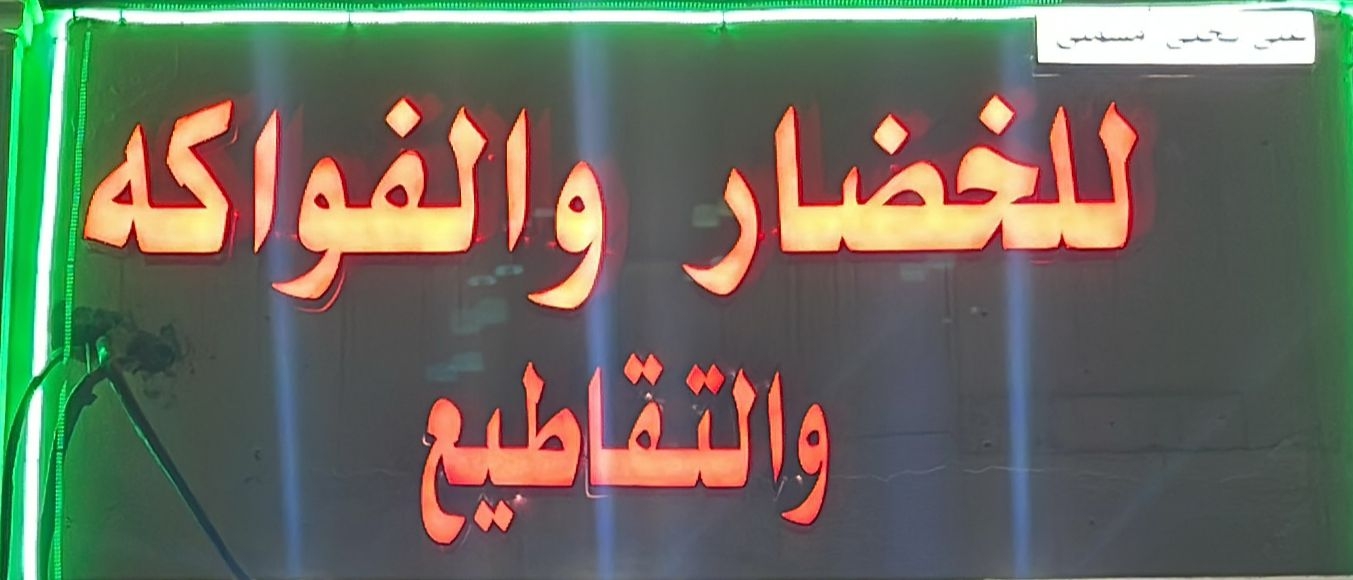 للخضار والفواكه
والتقاطيع